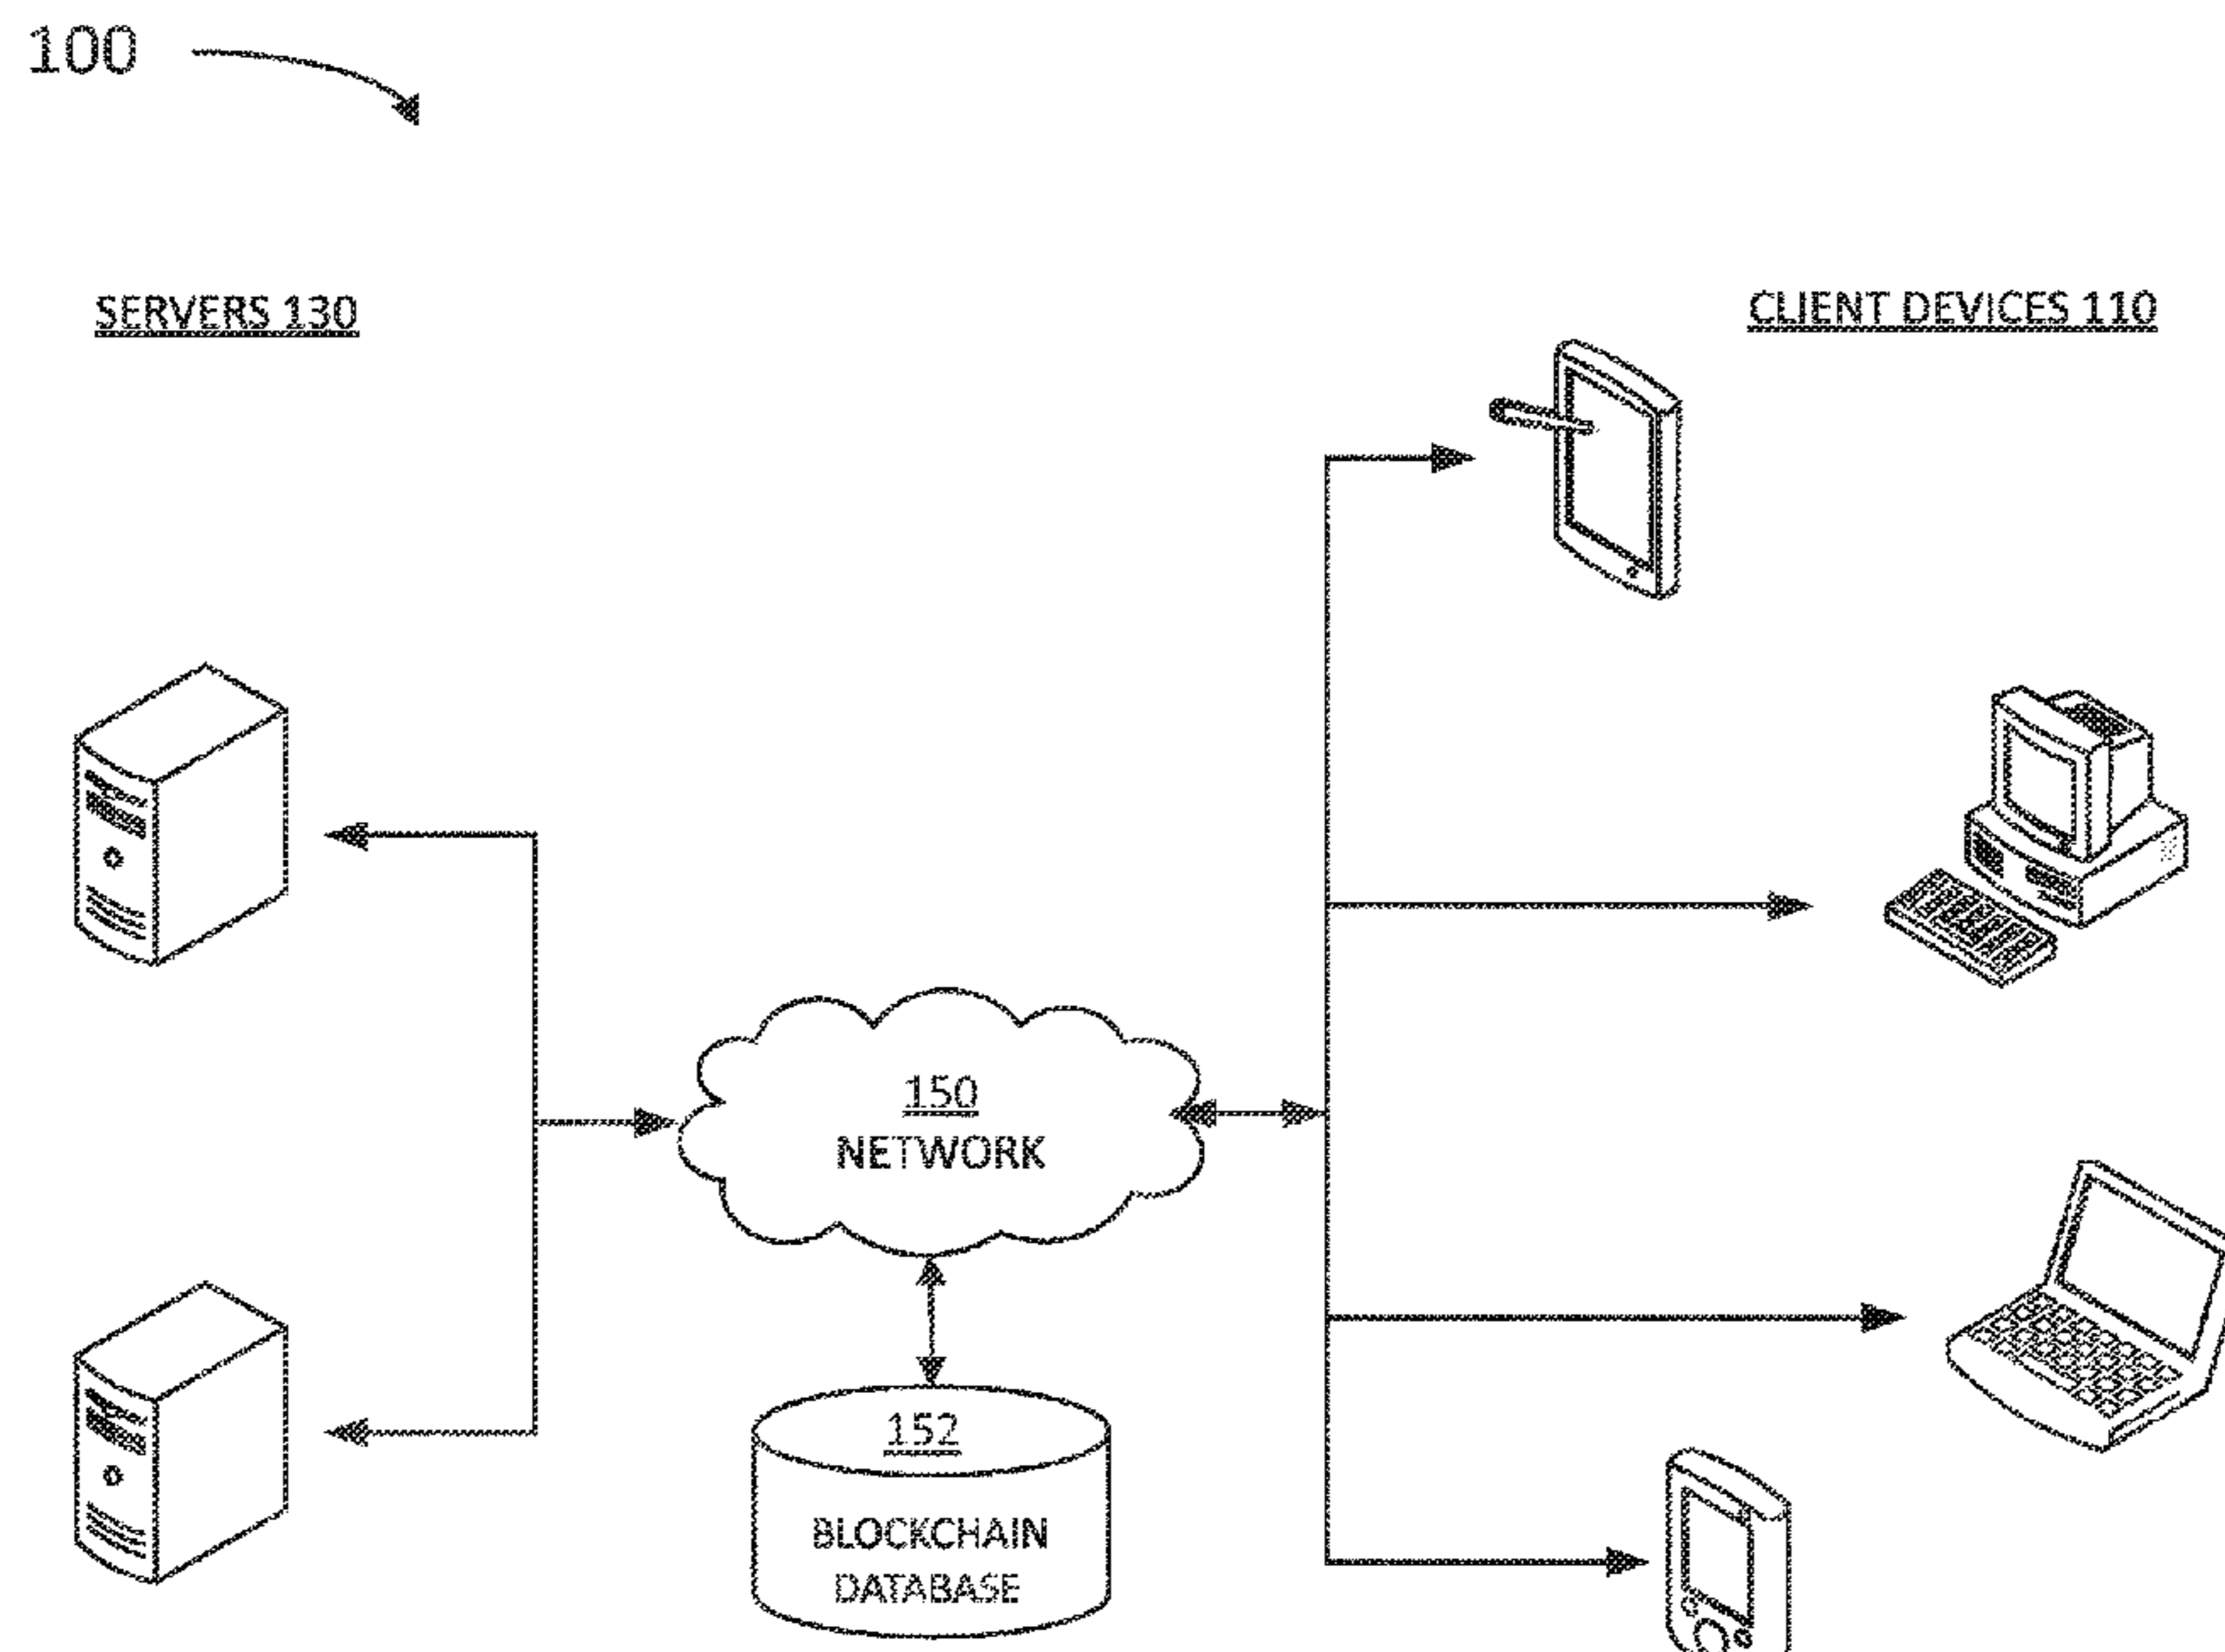 100
SERVERS 130
CLIENT DEVICES 110
150
NETWORK
152
BLOCKCHAIN
DATABASE